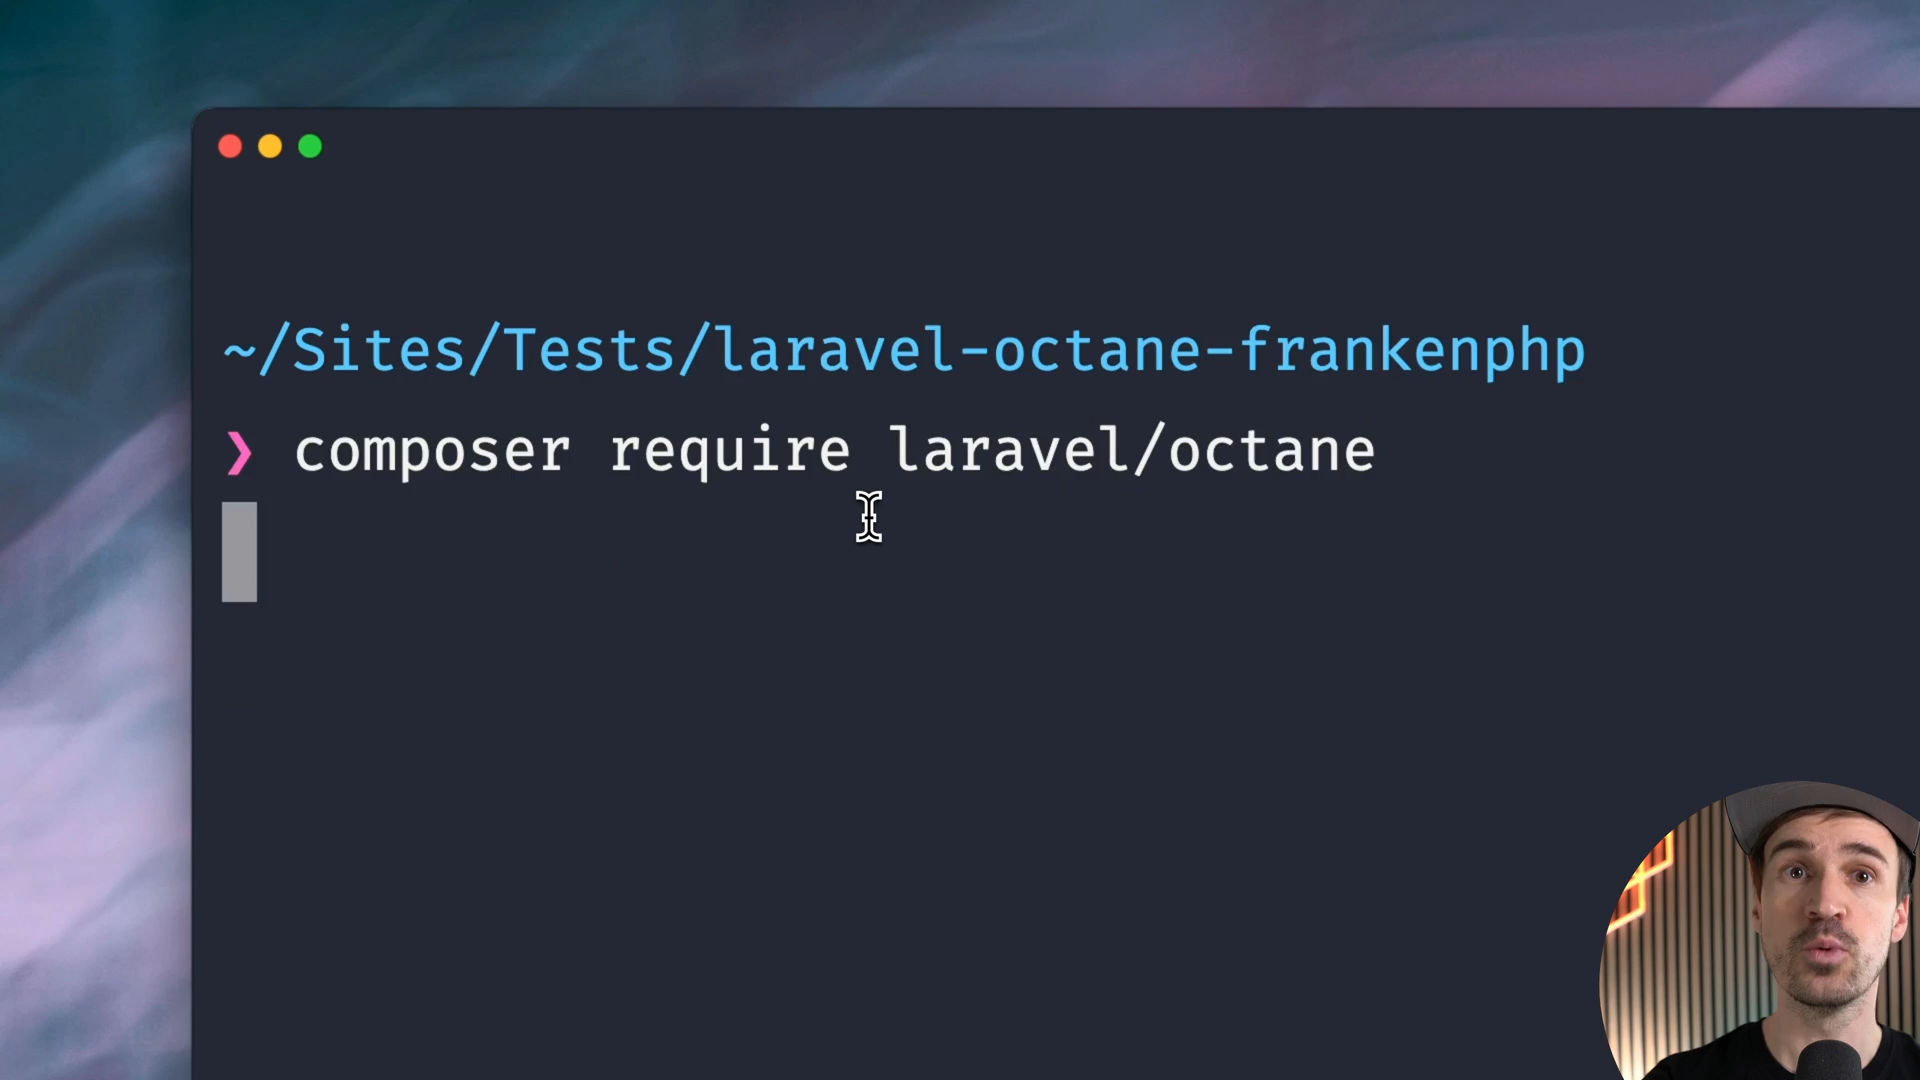 ~/Sites/Tests/laravel-octane-frankenphp
❯ composer require laravel/octane